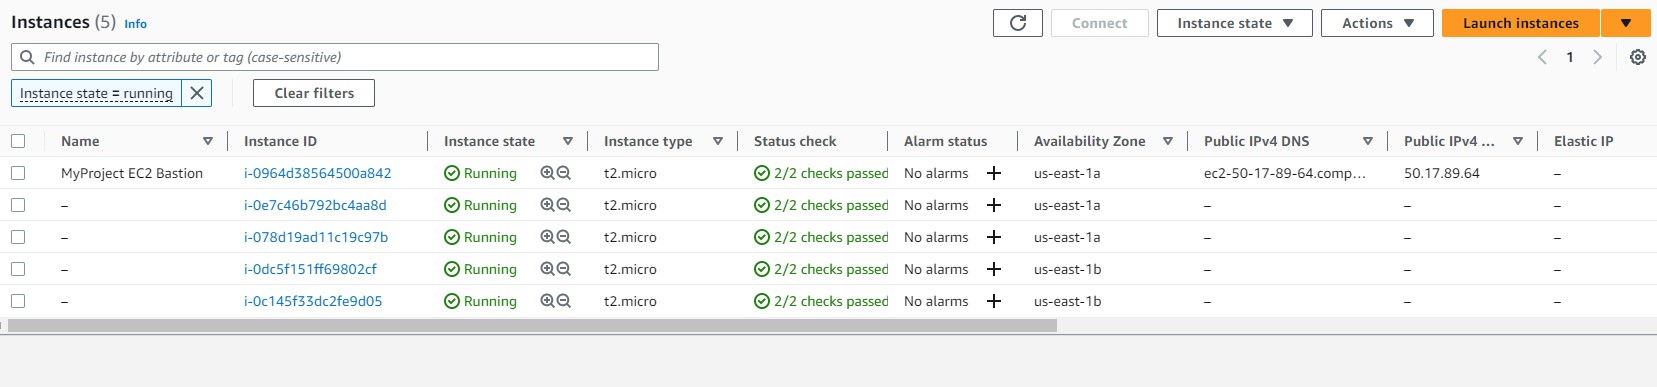 Instances (5) Info Connect Instance state Actions Launch instances
Find instance by attribute or tag (case-sensitive) 1
Instance state = running Clear filters
Name Instance ID Instance state Instance type Status check Alarm status Availability Zone Public IPv4 DNS Public IPv4 ... Elastic IP
MyProject EC2 Bastion i-0964d38564500a842 Running t2.micro 2/2 checks passed No alarms + us-east-1a ec2-50-17-89-64.comp... 50.17.89.64 –
– i-0e7c46b792bc4aa8d Running t2.micro 2/2 checks passed No alarms + us-east-1a – – –
– i-078d19ad11c19c97b Running t2.micro 2/2 checks passed No alarms + us-east-1a – – –
– i-0dc5f151ff69802cf Running t2.micro 2/2 checks passed No alarms + us-east-1b – – –
– i-0c145f33dc2fe9d05 Running t2.micro 2/2 checks passed No alarms + us-east-1b – – –